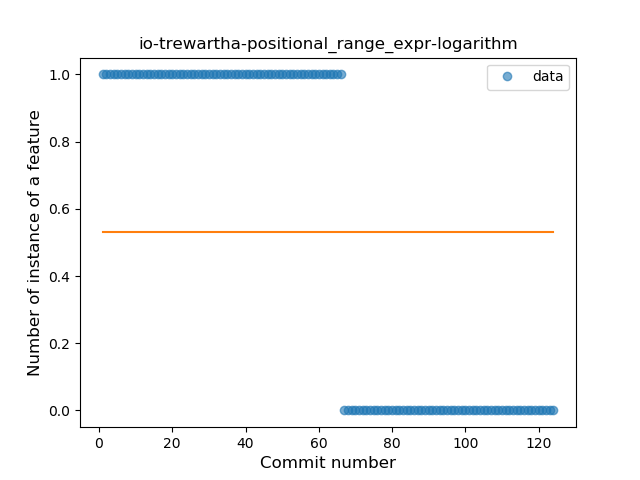 io-trewartha-positional_range_expr-logarithm
data
Number of instance of a feature
1.0
0.8
0.6
0.4
0.2
0.0
0 20 40 60 80 100 120
Commit number